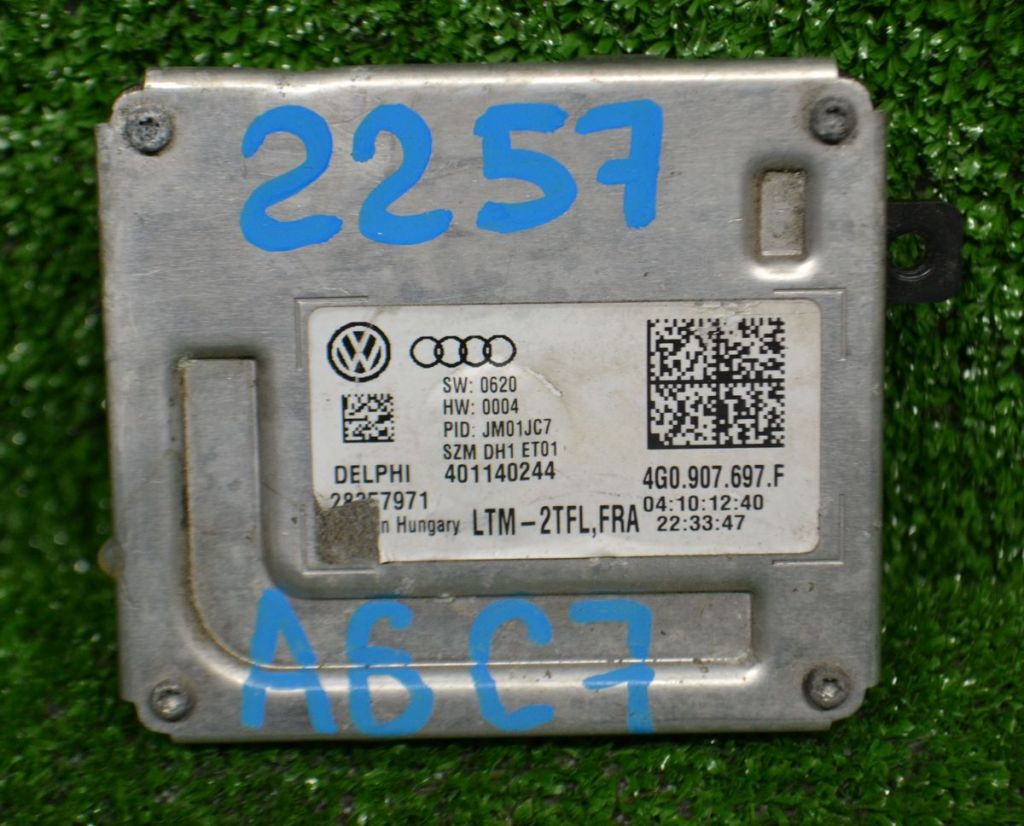 2257
SW: 0620
HW: 0004
PID: JM01JC7
SZM DH1 ET01
DELPHI 401140244
4G0.907.697.F
28357971
04:10:12:40
Hungary LTM-2TFL,FRA
22:33:47
A6C7